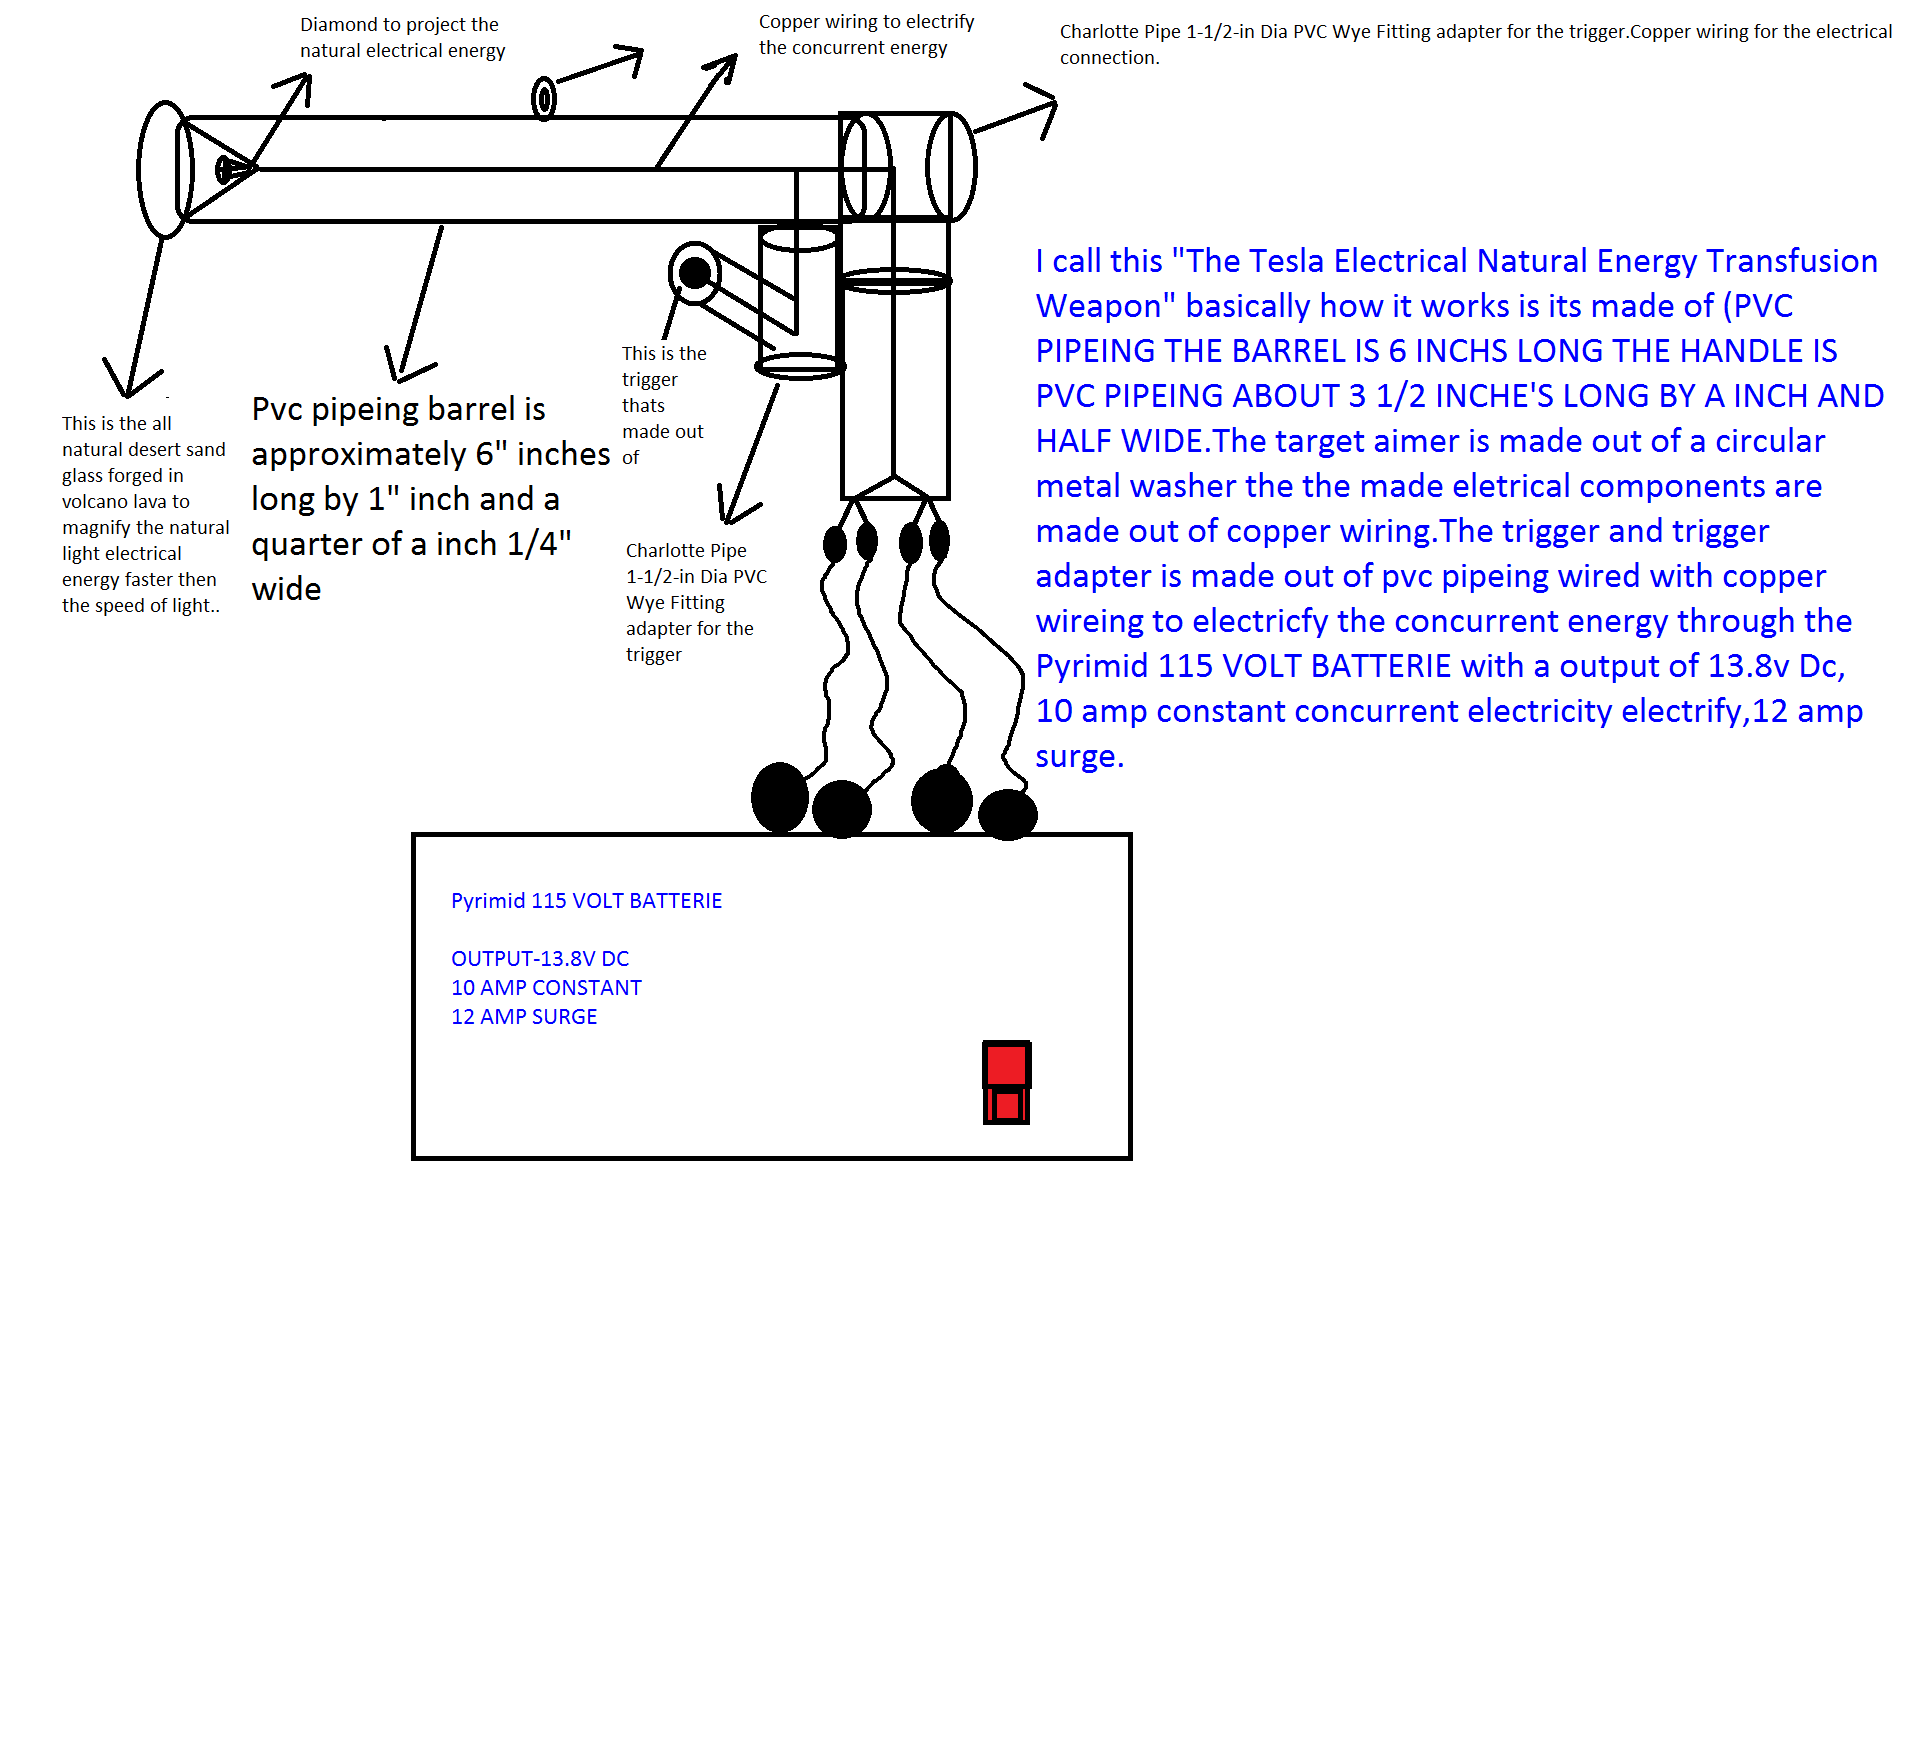 Diamond to project the
natural electrical energy
Copper wiring to electrify
the concurrent energy
Charlotte Pipe 1-1/2-in Dia PVC Wye Fitting adapter for the trigger.Copper wiring for the electrical
connection.
I call this "The Tesla Electrical Natural Energy Transfusion
Weapon" basically how it works is its made of (PVC
PIPEING THE BARREL IS 6 INCHS LONG THE HANDLE IS
PVC PIPEING ABOUT 3 1/2 INCHE'S LONG BY A INCH AND
HALF WIDE.The target aimer is made out of a circular
metal washer the the made eletrical components are
made out of copper wiring.The trigger and trigger
adapter is made out of pvc pipeing wired with copper
wireing to electricfy the concurrent energy through the
Pyrimid 115 VOLT BATTERIE with a output of 13.8v Dc,
10 amp constant concurrent electricity electrify,12 amp
surge.
This is the all
natural desert sand
glass forged in
volcano lava to
magnify the natural
light electrical
energy faster then
the speed of light..
Pvc pipeing barrel is
approximately 6" inches
long by 1" inch and a
quarter of a inch 1/4"
wide
This is the
trigger
thats
made out
of
Charlotte Pipe
1-1/2-in Dia PVC
Wye Fitting
adapter for the
trigger
Pyrimid 115 VOLT BATTERIE
OUTPUT-13.8V DC
10 AMP CONSTANT
12 AMP SURGE